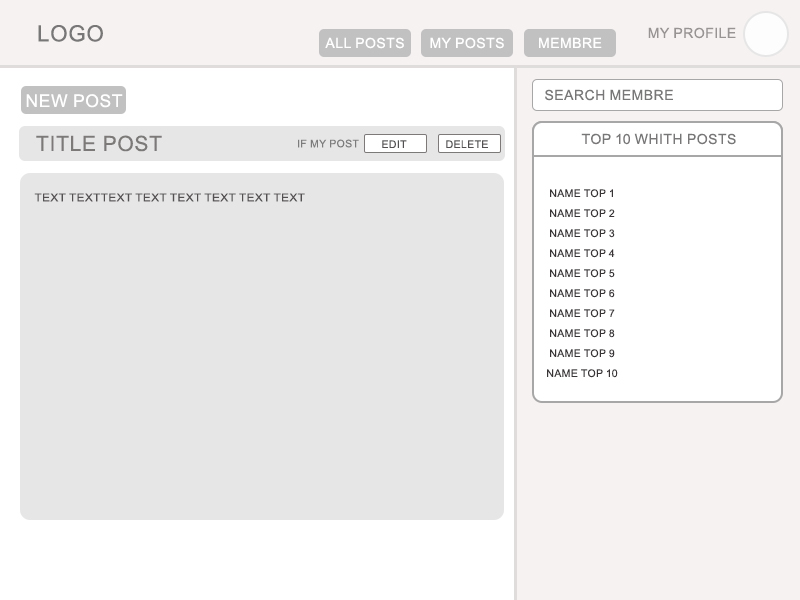 LOGO
ALL POSTS
MY POSTS
MEMBRE
MY PROFILE
NEW POST
TITLE POST
IF MY POST
EDIT
DELETE
TEXT TEXTTEXT TEXT TEXT TEXT TEXT TEXT
SEARCH MEMBRE
TOP 10 WHITH POSTS
NAME TOP 1
NAME TOP 2
NAME TOP 3
NAME TOP 4
NAME TOP 5
NAME TOP 6
NAME TOP 7
NAME TOP 8
NAME TOP 9
NAME TOP 10